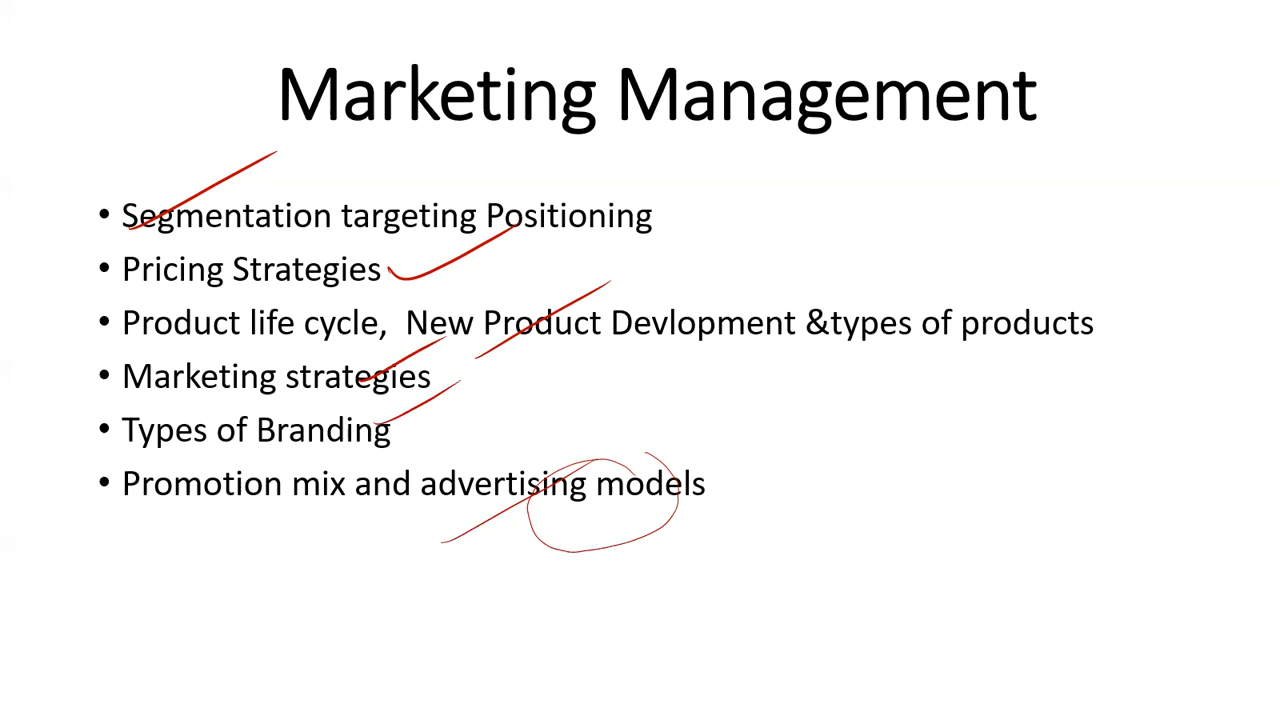 Marketing Management
• Segmentation targeting Positioning
• Pricing Strategies
• Product life cycle,  New Product Devlopment &types of products
• Marketing strategies
• Types of Branding
• Promotion mix and advertising models